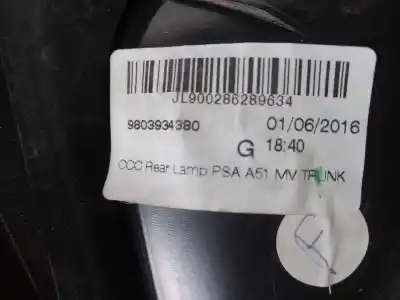 JL900286289634
9803934380 01/06/2016
G 18:40
CCC Rear Lamp PSA A51 MV TRUNK